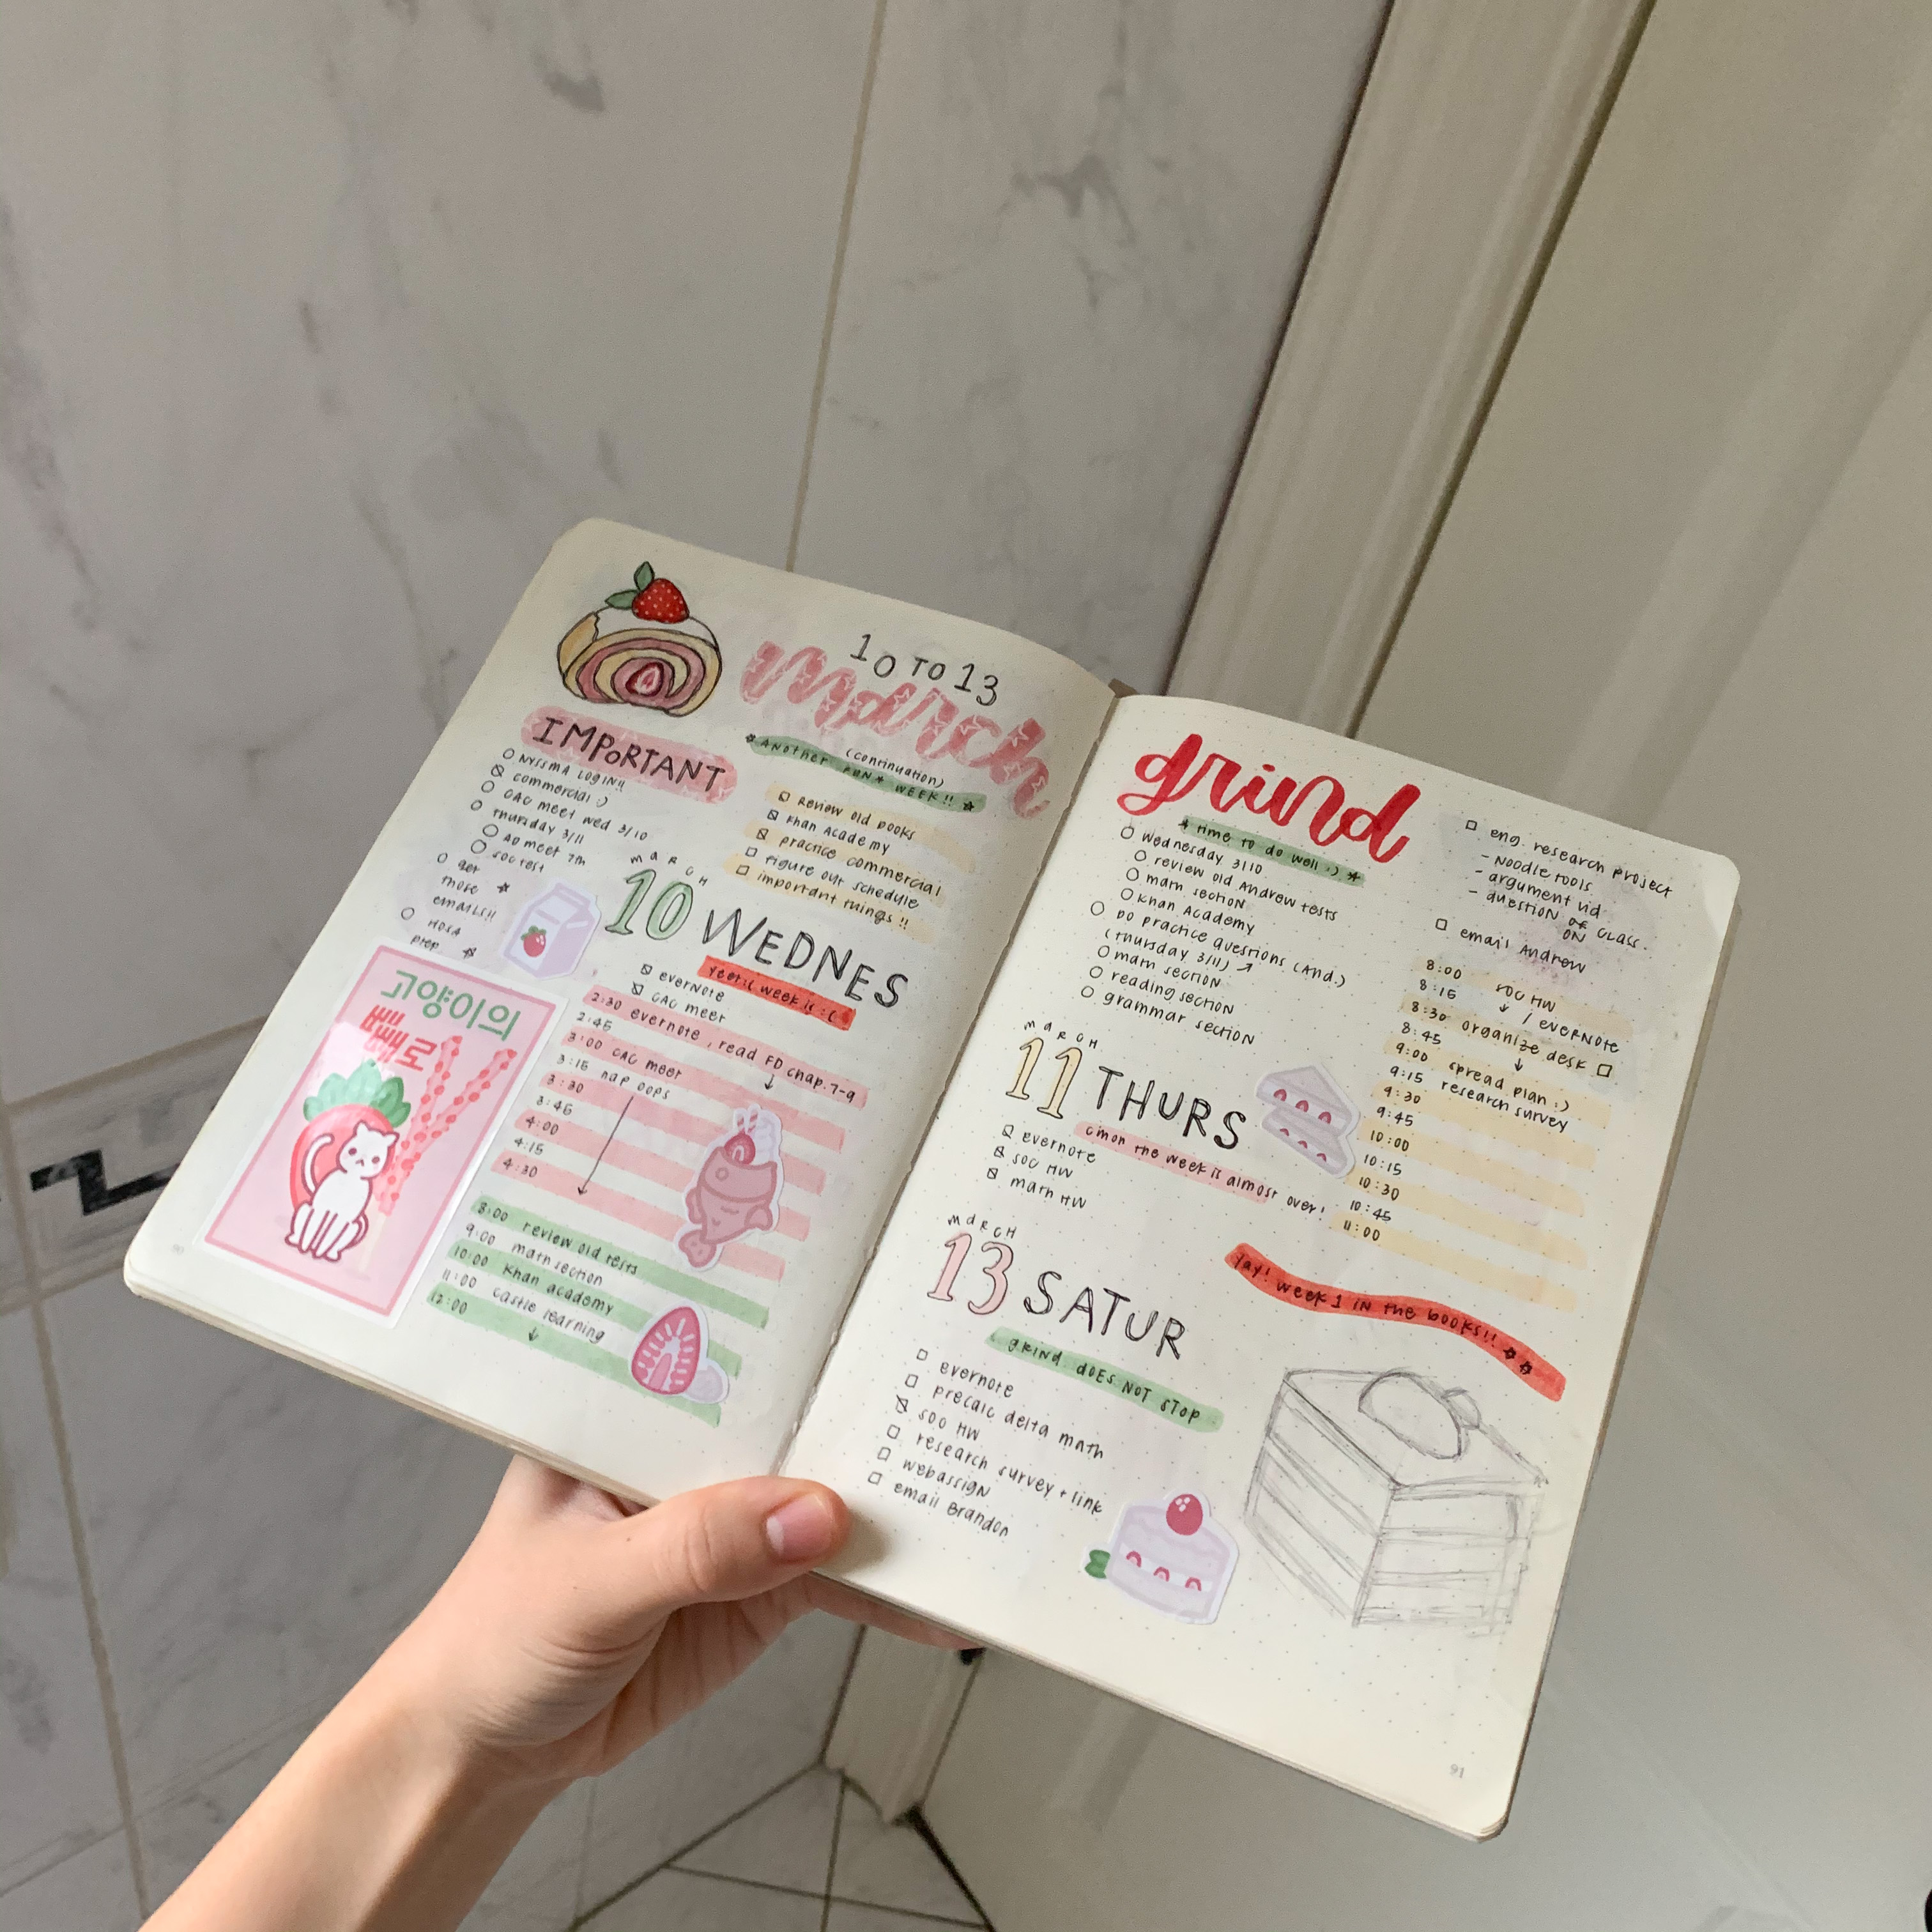 10 TO 13
march
(continuation)
*ANother FUN* WEEK!! *
IMPORTANT
NYSSMA LOGIN!!
commercial :)
CAC meet wed 3/10
thursday 3/11
AD meet 7th
SOC test
get
those *
emails!!
HOSA
prep *
review old books
Khan Academy
practice commercial
figure out schedule
important things!!
march
10 WEDNES
week is :(
evernote
CAC meet
2:30 evernote, read FD chap. 7-9
2:45
3:00 CAC meet
3:15 nap oops
3:30
3:45
4:00
4:15
4:30
8:00 review old tests
9:00 math section
10:00 Khan academy
11:00 castle learning
12:00
고양이의
빼빼로
90
grind
* time to do well :) *
Wednesday 3/10
review old Andrew tests
math section
Khan Academy
DO practice questions (And.)
(thursday 3/11)
math section
reading section
grammar section
eng. research project
- Noodle tools
- argument vid
- question of
ON CLASS.
email Andrew
8:00 SOC HW
8:15 ↓ / EVERNOTE
8:30 organize desk
8:45 ↓
9:00 spread plan :)
9:15 research survey
9:30
9:45
10:00
10:15
10:30
10:45
11:00
march
11 THURS
c'mon the week is almost over!
evernote
SOC HW
math HW
Yay! week 1 IN the books!! **
march
13 SATUR
grind does NOT stop
evernote
precalc delta math
SOC HW
research survey + link
webassign
email Brandon
91